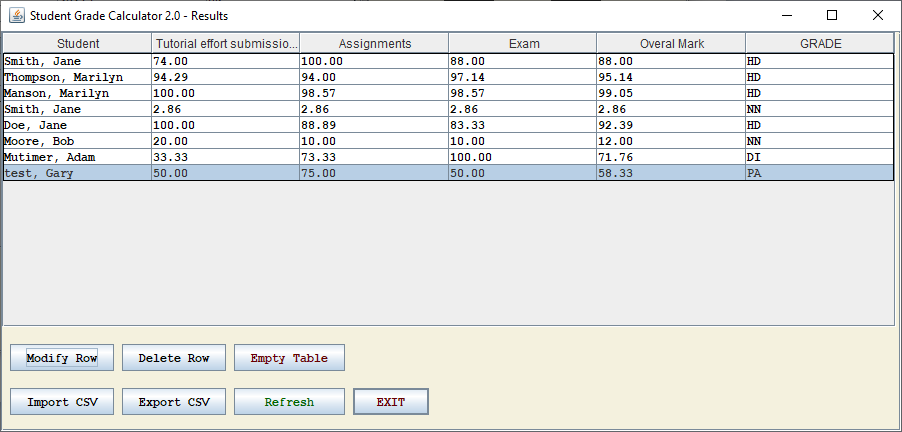 Student Grade Calculator 2.0 - Results
Student Tutorial effort submissio... Assignments Exam Overal Mark GRADE
Smith, Jane 74.00 100.00 88.00 88.00 HD
Thompson, Marilyn 94.29 94.00 97.14 95.14 HD
Manson, Marilyn 100.00 98.57 98.57 99.05 HD
Smith, Jane 2.86 2.86 2.86 2.86 NN
Doe, Jane 100.00 88.89 83.33 92.39 HD
Moore, Bob 20.00 10.00 10.00 12.00 NN
Mutimer, Adam 33.33 73.33 100.00 71.76 DI
test, Gary 50.00 75.00 50.00 58.33 PA
Modify Row Delete Row Empty Table
Import CSV Export CSV Refresh EXIT